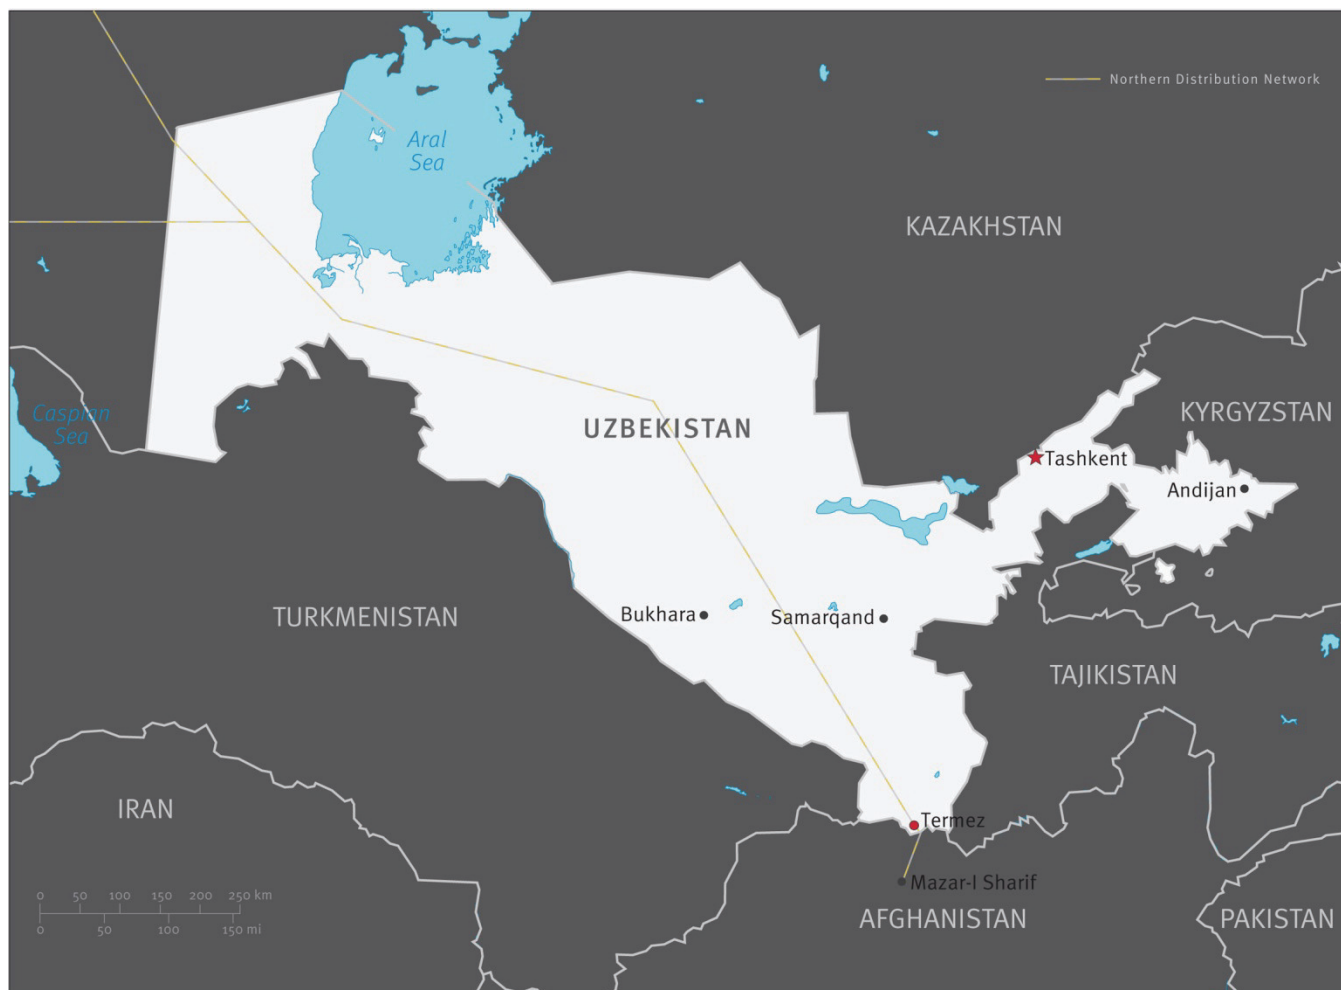 Northern Distribution Network
Aral
Sea
KAZAKHSTAN
Caspian
Sea
KYRGYZSTAN
UZBEKISTAN
Tashkent
Andijan
TURKMENISTAN
Bukhara
Samarqand
TAJIKISTAN
IRAN
Termez
Mazar-I Sharif
AFGHANISTAN
PAKISTAN
0 50 100 150 200 250 km
0 50 100 150 mi